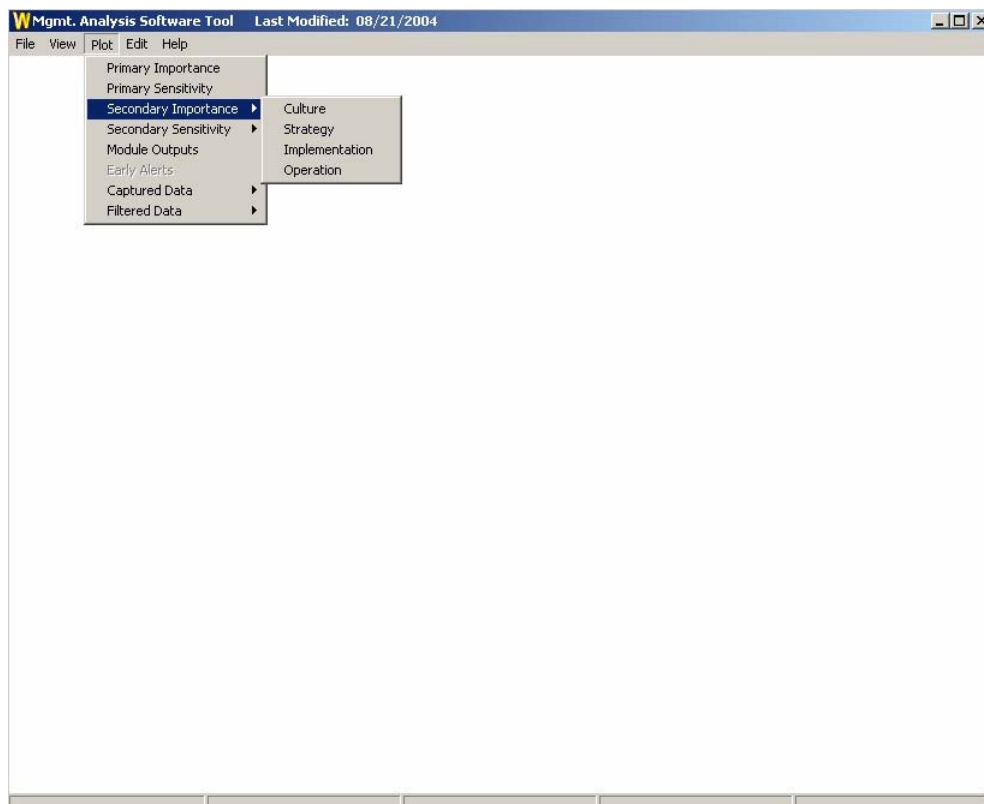 W Mgmt. Analysis Software Tool Last Modified: 08/21/2004
File View Plot Edit Help
Primary Importance
Primary Sensitivity
Secondary Importance
Secondary Sensitivity
Module Outputs
Early Alerts
Captured Data
Filtered Data
Culture
Strategy
Implementation
Operation